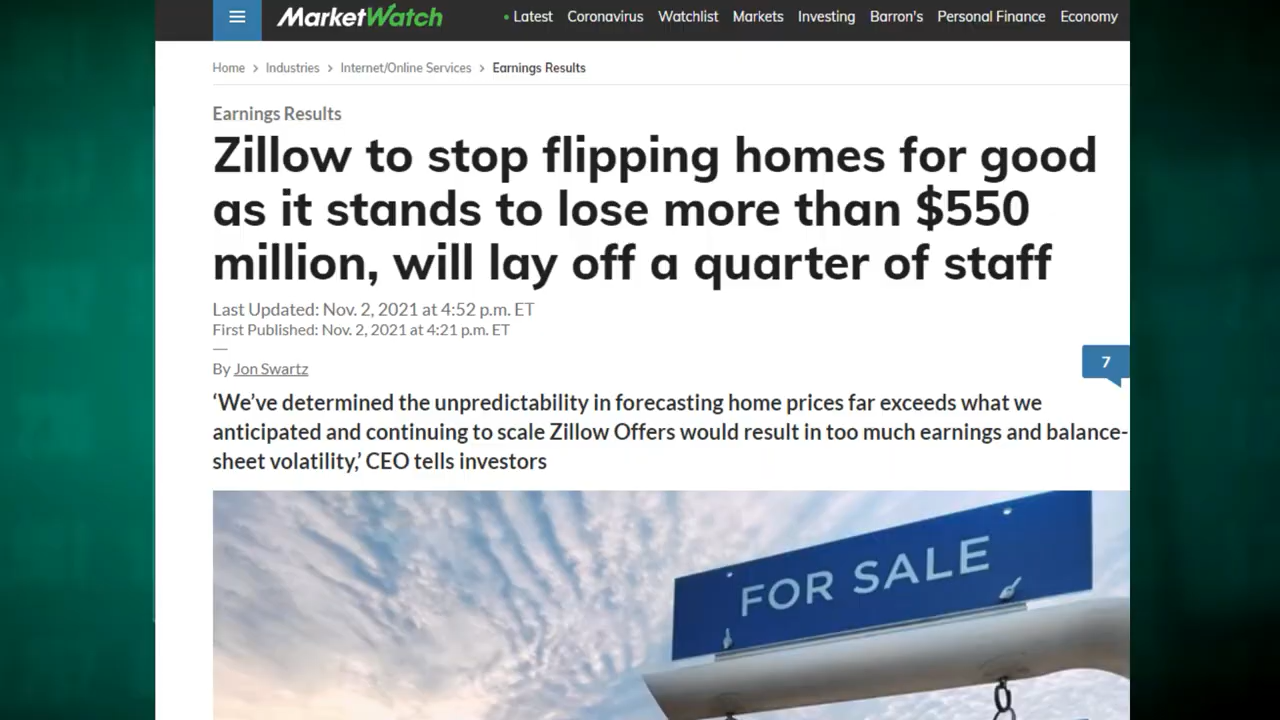 MarketWatch
• Latest Coronavirus Watchlist Markets Investing Barron's Personal Finance Economy
Home > Industries > Internet/Online Services > Earnings Results
Earnings Results
Zillow to stop flipping homes for good
as it stands to lose more than $550
million, will lay off a quarter of staff
Last Updated: Nov. 2, 2021 at 4:52 p.m. ET
First Published: Nov. 2, 2021 at 4:21 p.m. ET
—
By Jon Swartz
7
‘We’ve determined the unpredictability in forecasting home prices far exceeds what we
anticipated and continuing to scale Zillow Offers would result in too much earnings and balance-
sheet volatility,’ CEO tells investors
FOR SALE